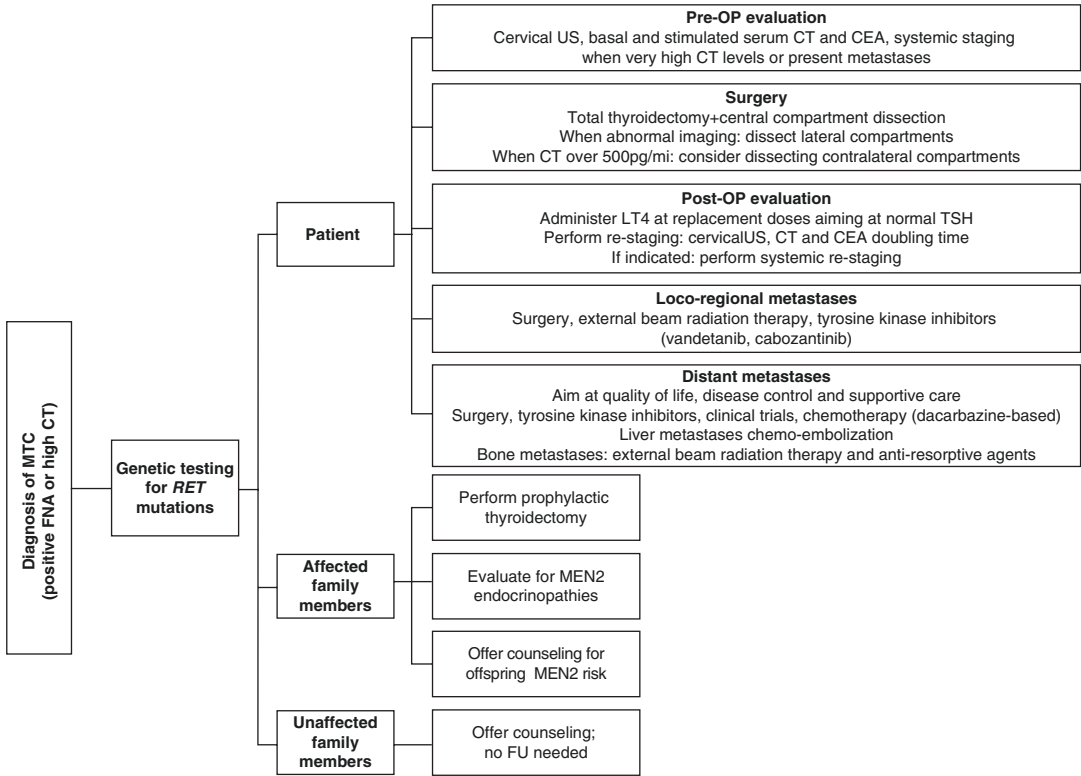 Diagnosis of MTC
(positive FNA or high CT)
Genetic testing
for RET
mutations
Patient
Pre-OP evaluation
Cervical US, basal and stimulated serum CT and CEA, systemic staging
when very high CT levels or present metastases
Surgery
Total thyroidectomy+central compartment dissection
When abnormal imaging: dissect lateral compartments
When CT over 500pg/mi: consider dissecting contralateral compartments
Post-OP evaluation
Administer LT4 at replacement doses aiming at normal TSH
Perform re-staging: cervicalUS, CT and CEA doubling time
If indicated: perform systemic re-staging
Loco-regional metastases
Surgery, external beam radiation therapy, tyrosine kinase inhibitors
(vandetanib, cabozantinib)
Distant metastases
Aim at quality of life, disease control and supportive care
Surgery, tyrosine kinase inhibitors, clinical trials, chemotherapy (dacarbazine-based)
Liver metastases chemo-embolization
Bone metastases: external beam radiation therapy and anti-resorptive agents
Affected
family
members
Perform prophylactic
thyroidectomy
Evaluate for MEN2
endocrinopathies
Offer counseling for
offspring MEN2 risk
Unaffected
family
members
Offer counseling;
no FU needed